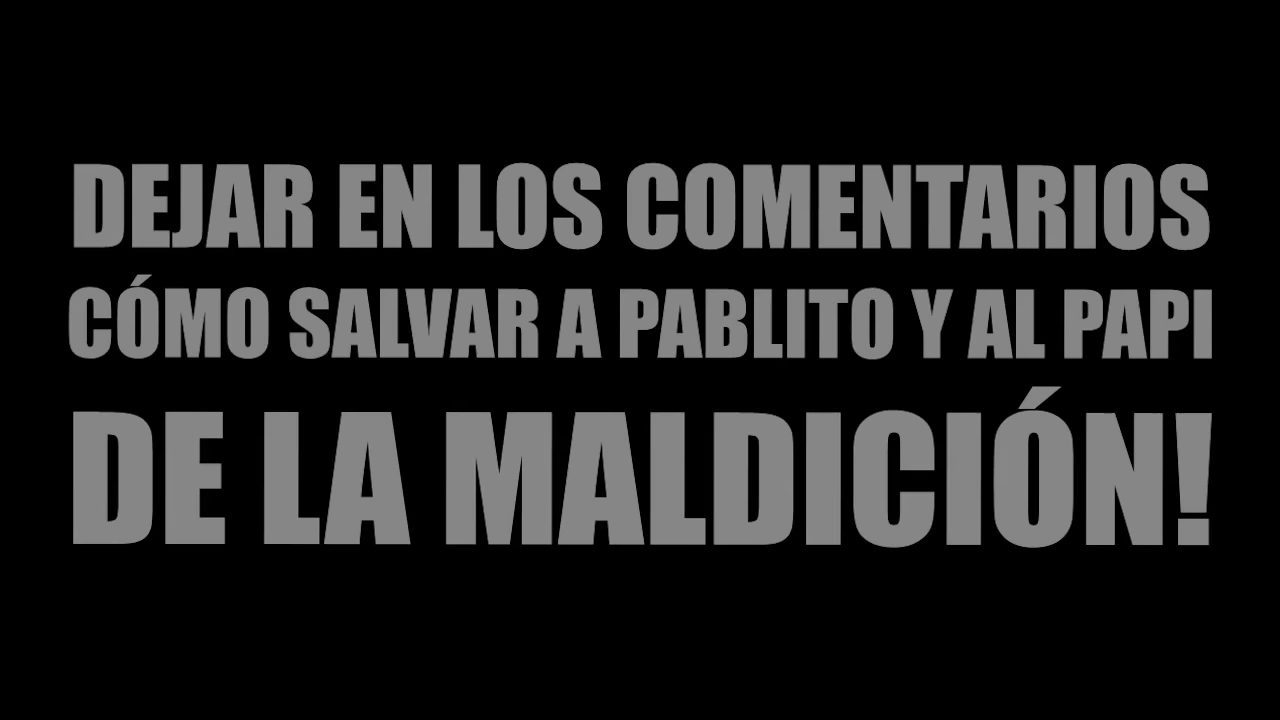 DEJAR EN LOS COMENTARIOS
CÓMO SALVAR A PABLITO Y AL PAPI
DE LA MALDICIÓN!